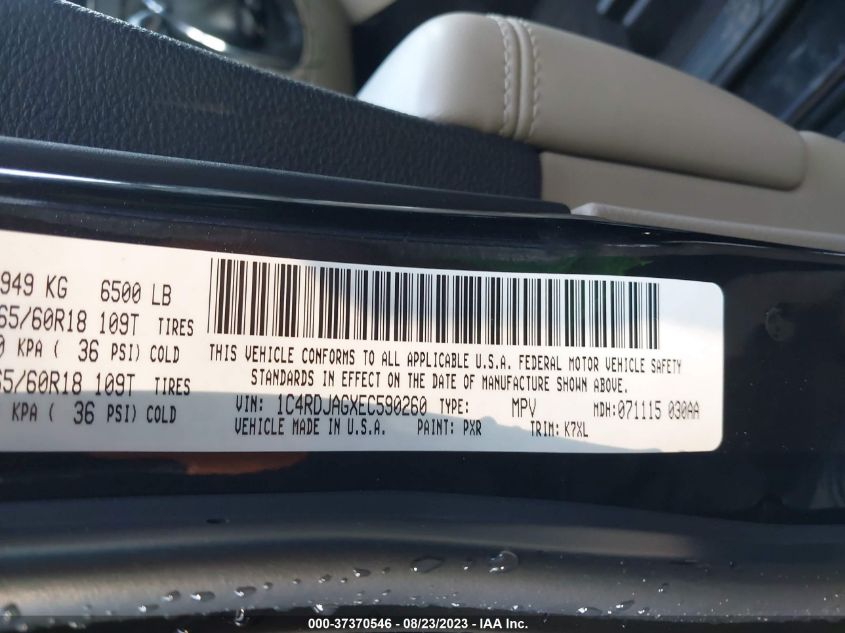 949 KG 6500 LB
65/60R18 109T TIRES
0 KPA ( 36 PSI) COLD
65/60R18 109T TIRES
KPA ( 36 PSI) COLD
THIS VEHICLE CONFORMS TO ALL APPLICABLE U.S.A. FEDERAL MOTOR VEHICLE SAFETY
STANDARDS IN EFFECT ON THE DATE OF MANUFACTURE SHOWN ABOVE.
VIN: 1C4RDJAGXEC590260 TYPE: MPV MDH:071115 030AA
VEHICLE MADE IN U.S.A. PAINT: PXR TRIM: K7XL
000-37370546 - 08/23/2023 - IAA Inc.